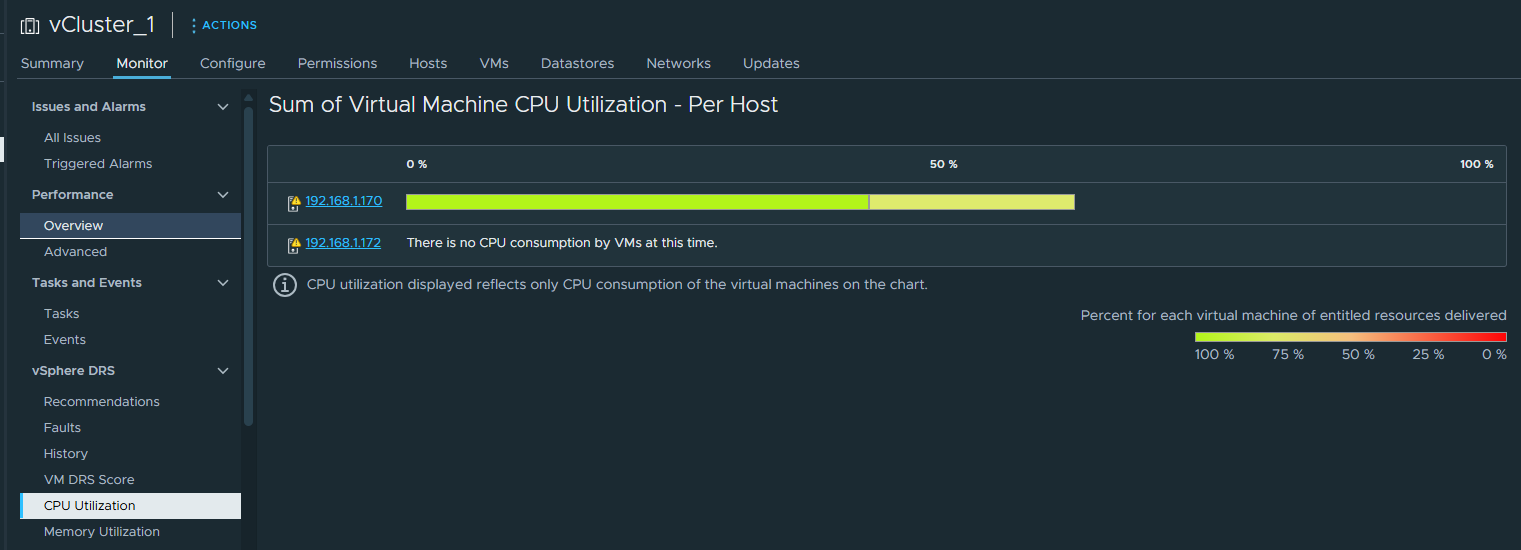 vCluster_1
ACTIONS
Summary Monitor Configure Permissions Hosts VMs Datastores Networks Updates
Issues and Alarms
All Issues
Triggered Alarms
Performance
Overview
Advanced
Tasks and Events
Tasks
Events
vSphere DRS
Recommendations
Faults
History
VM DRS Score
CPU Utilization
Memory Utilization
Sum of Virtual Machine CPU Utilization - Per Host
0 % 50 % 100 %
192.168.1.170
192.168.1.172 There is no CPU consumption by VMs at this time.
CPU utilization displayed reflects only CPU consumption of the virtual machines on the chart.
Percent for each virtual machine of entitled resources delivered
100 % 75 % 50 % 25 % 0 %